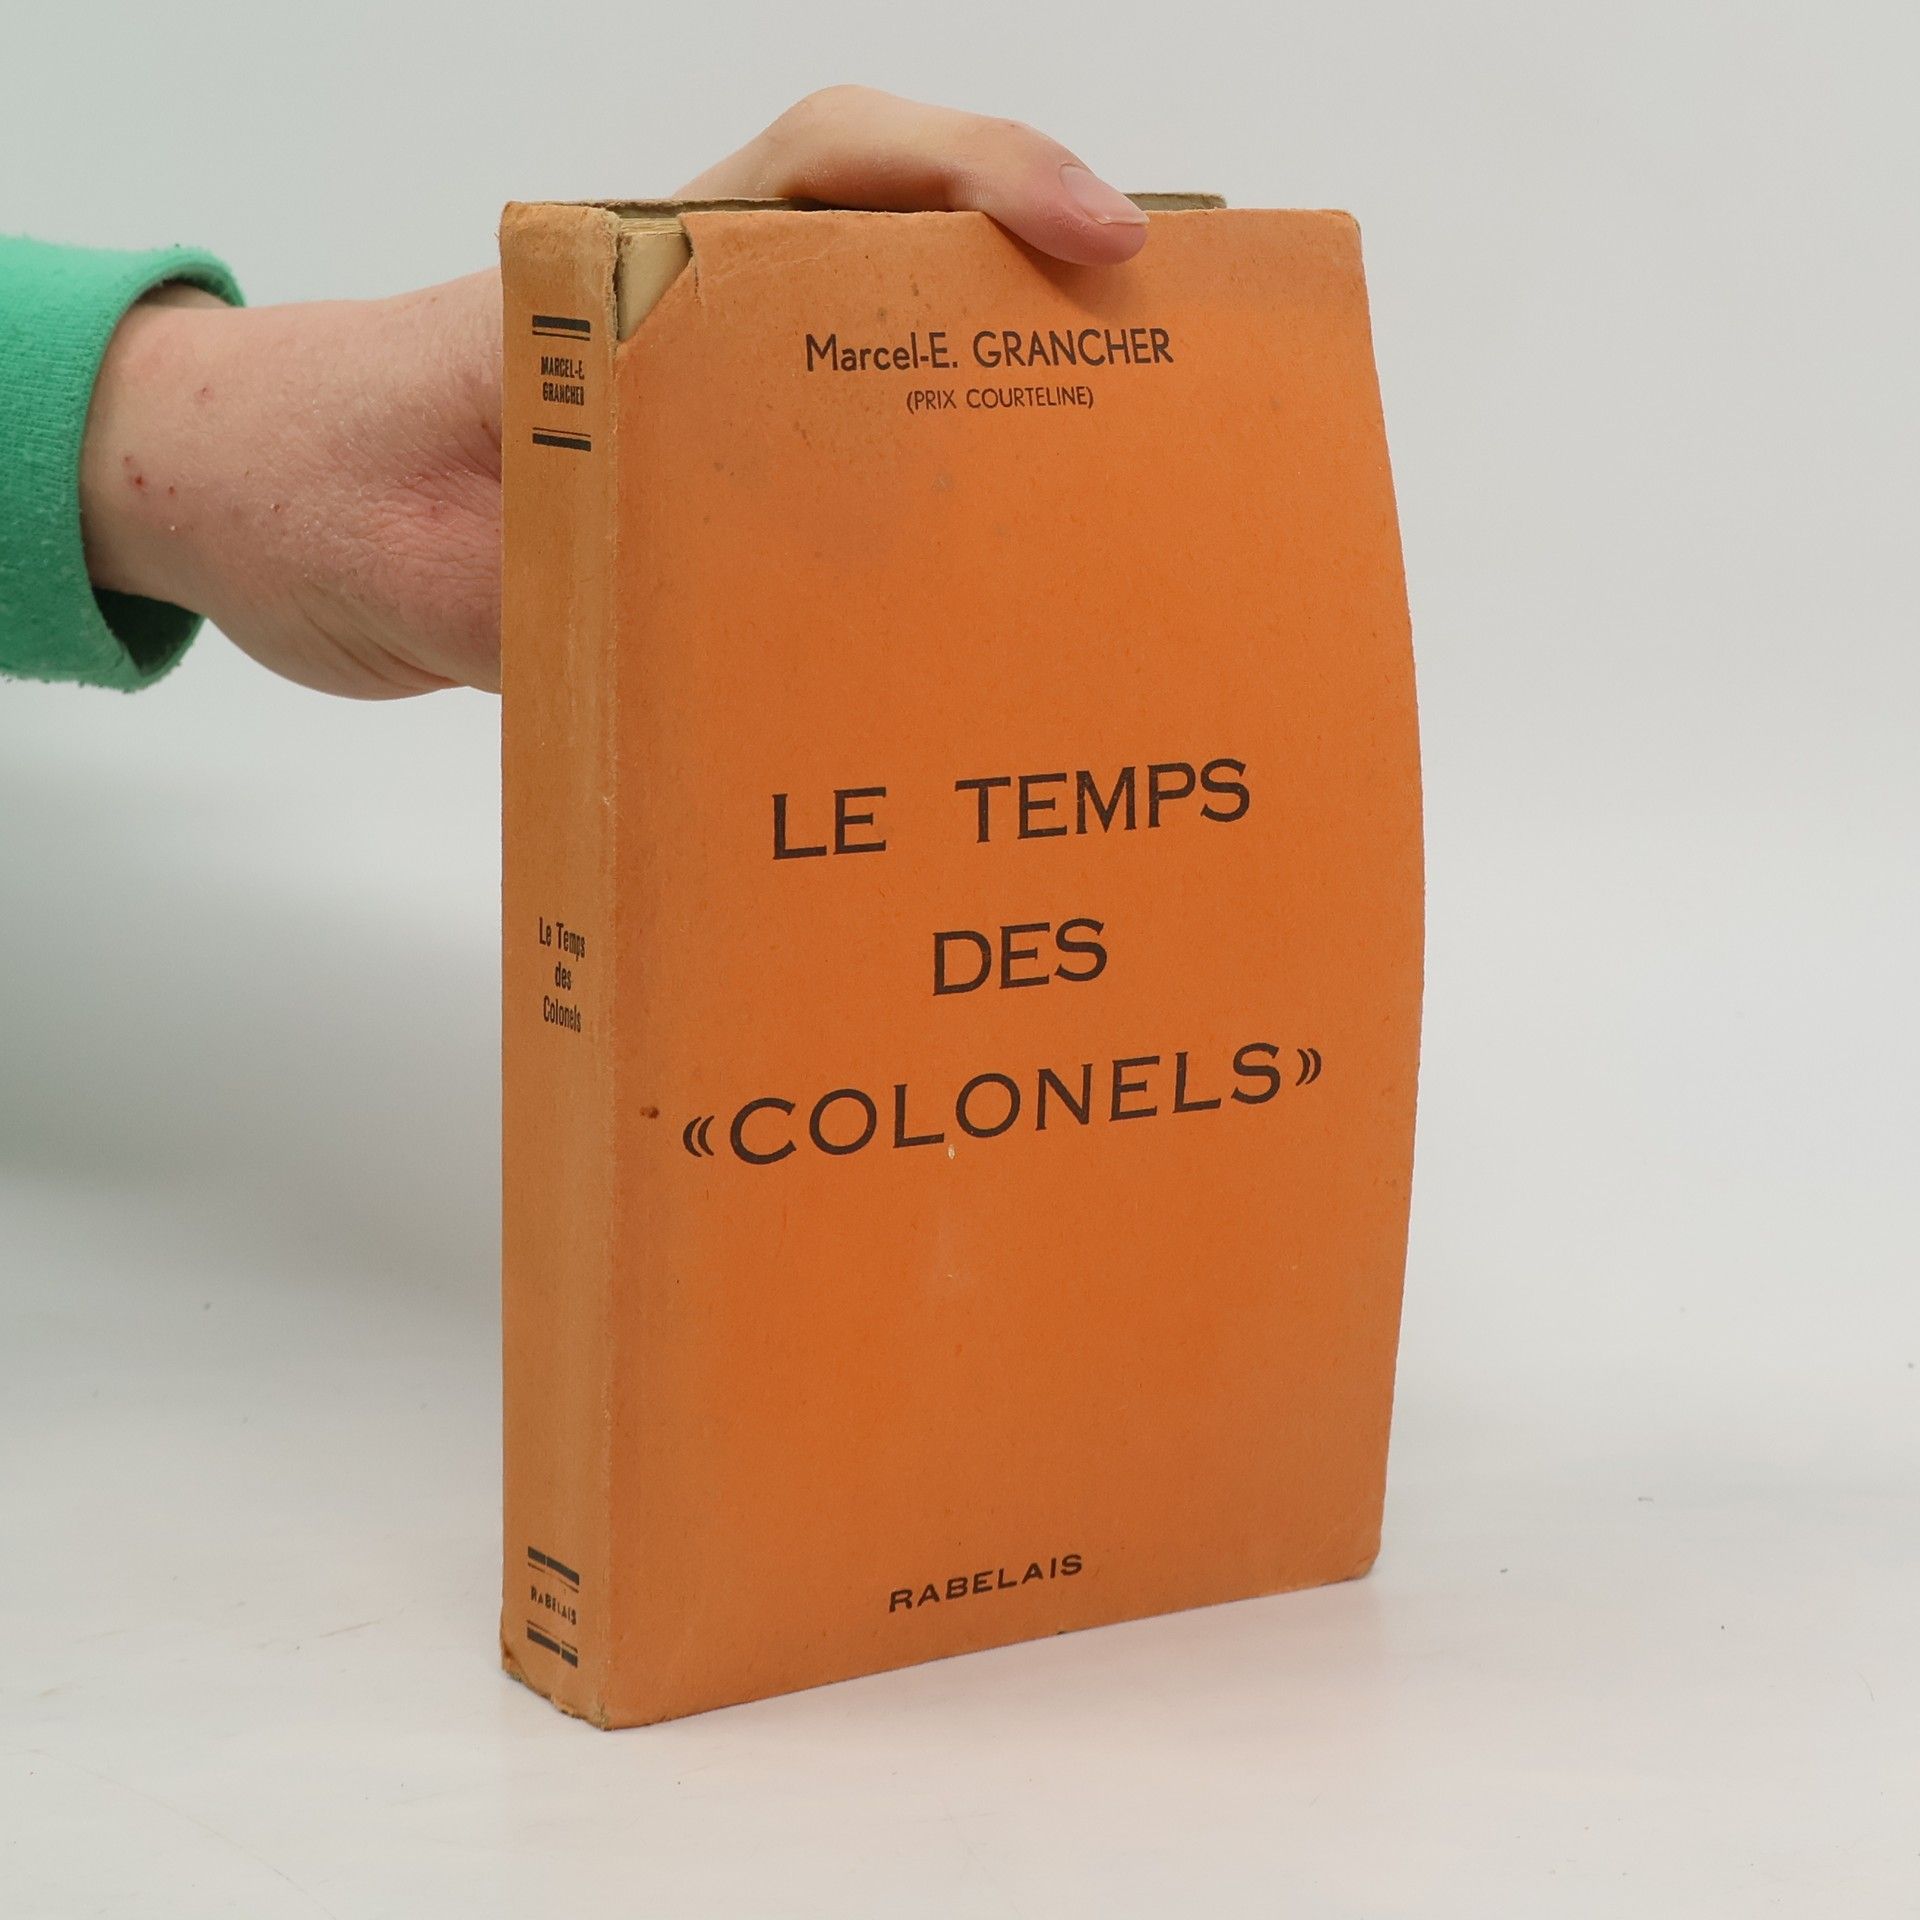 MARCEL-E.
GRANCHER
Le Temps
des
Colonels
RABELAIS
Marcel-E. GRANCHER
(PRIX COURTELINE)
LE TEMPS
DES
«COLONELS»
RABELAIS